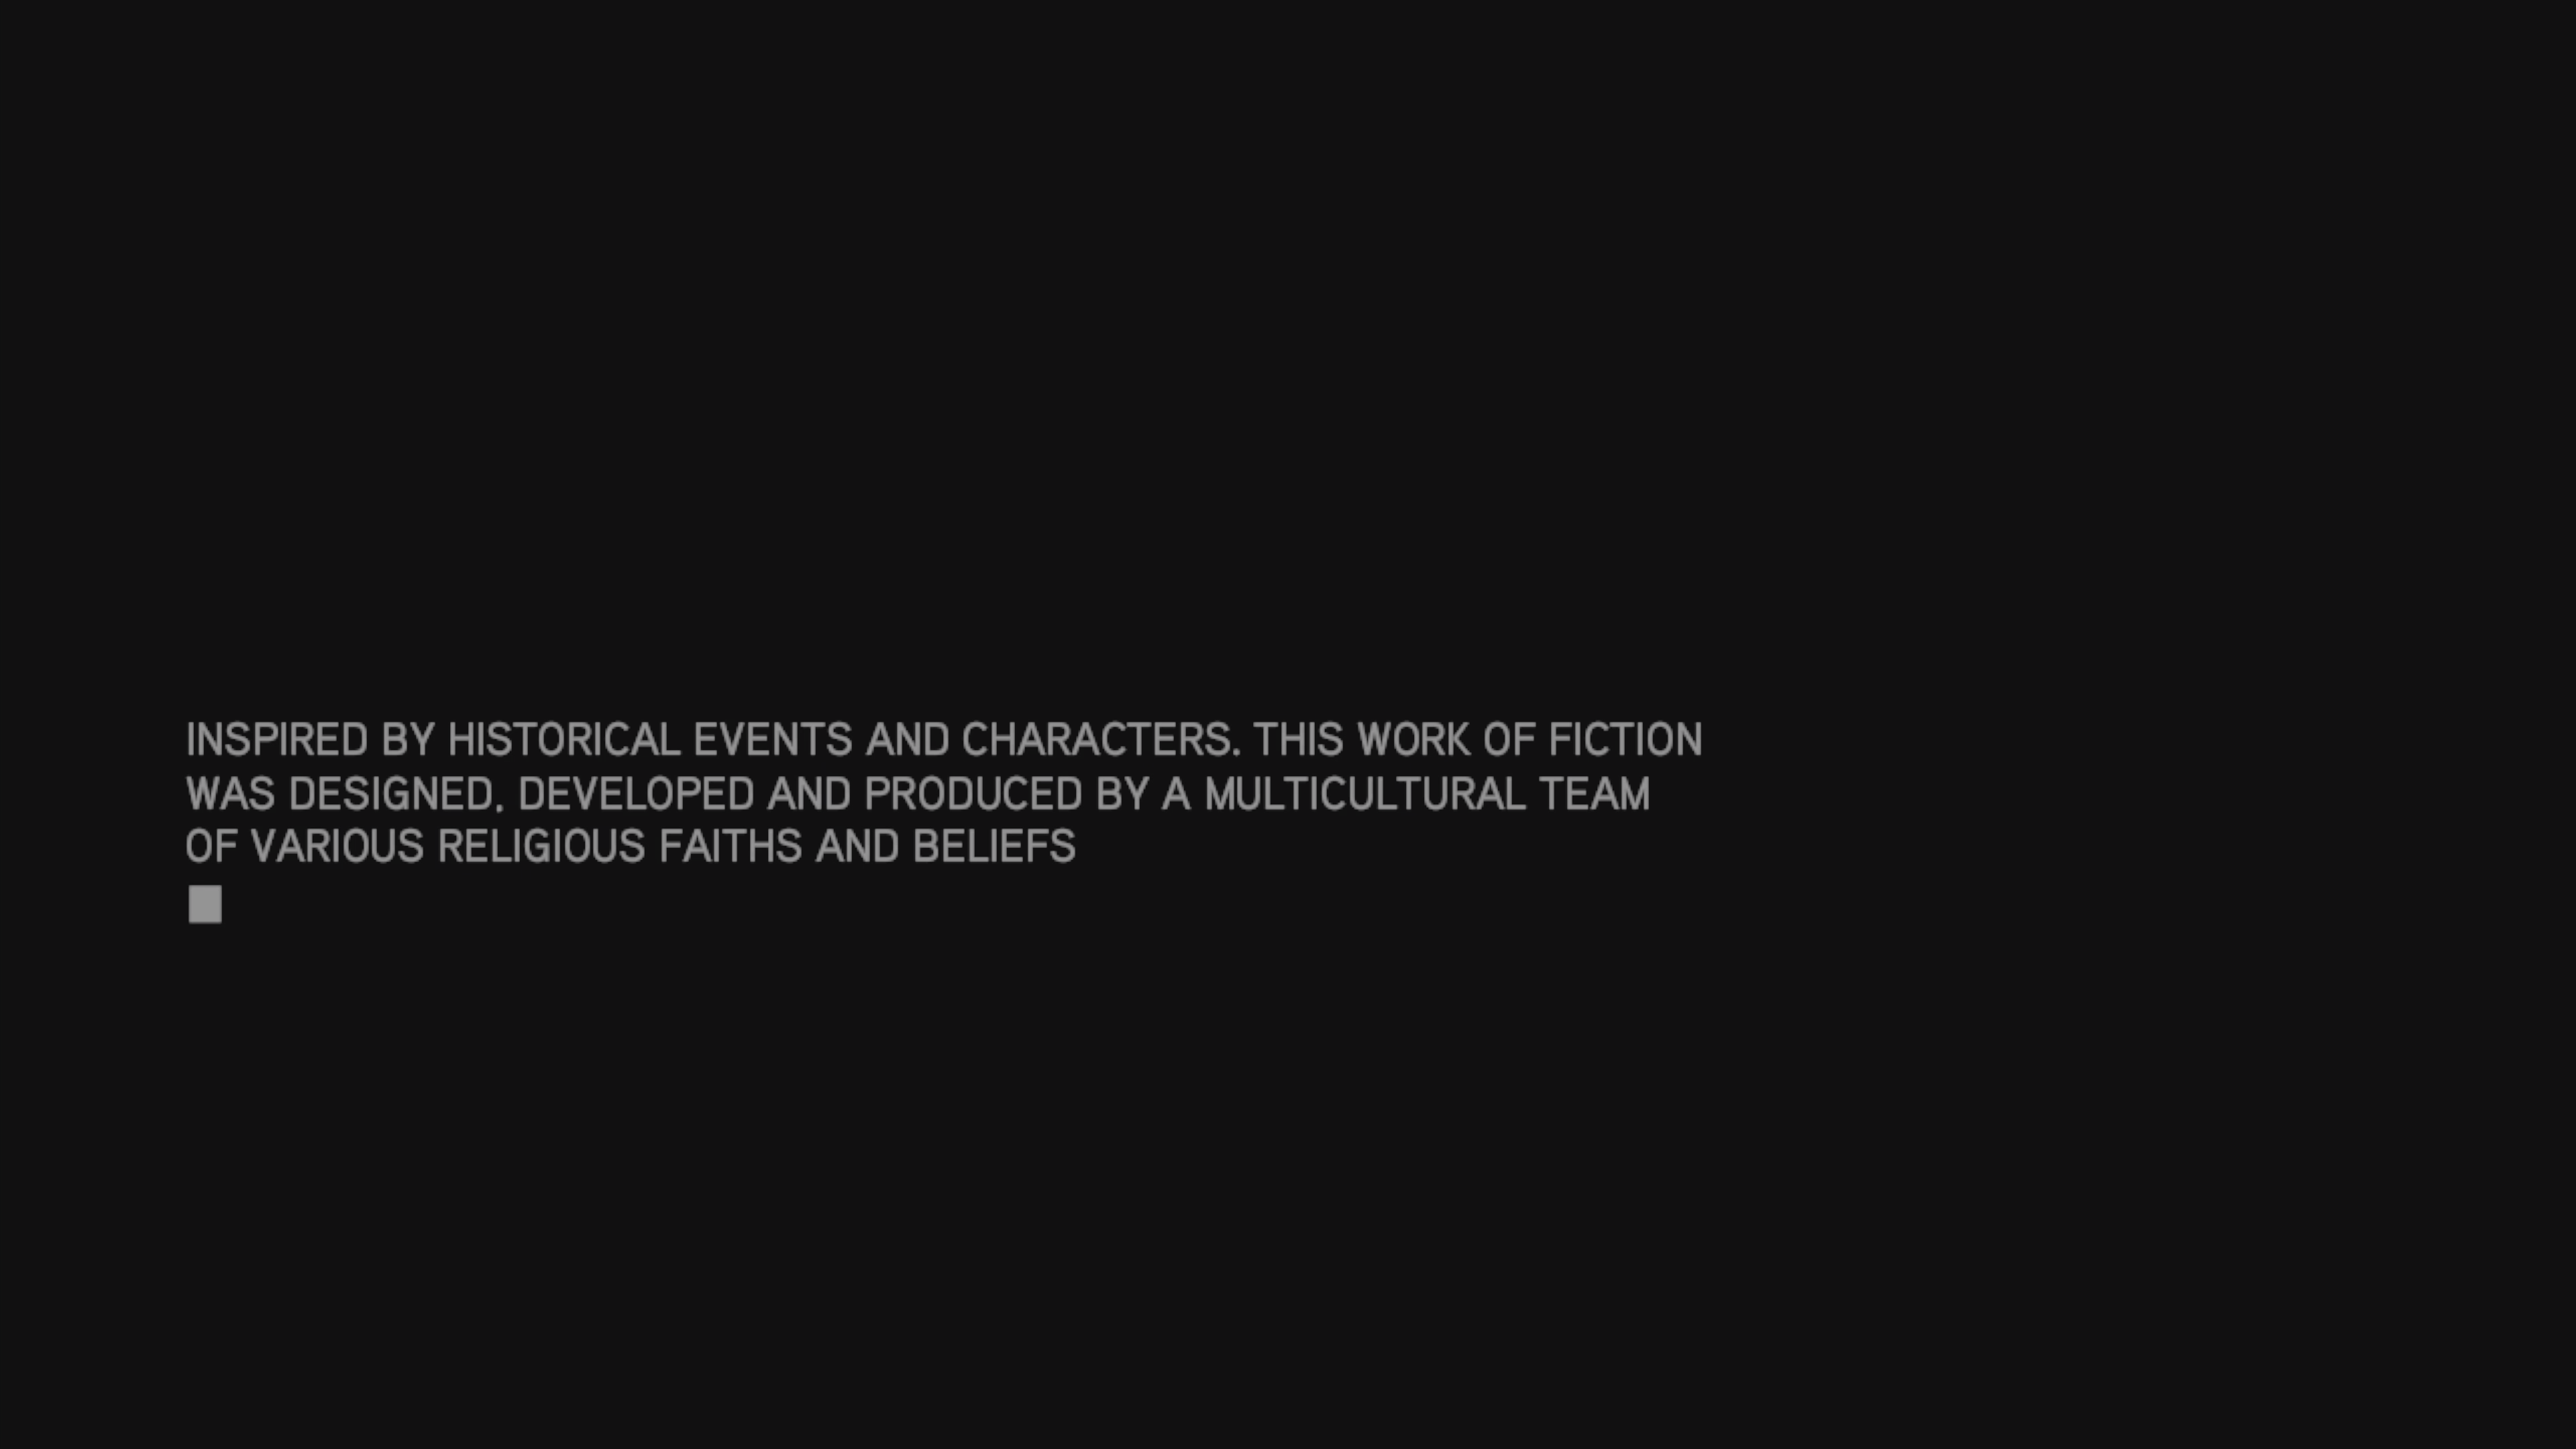 INSPIRED BY HISTORICAL EVENTS AND CHARACTERS. THIS WORK OF FICTION
WAS DESIGNED, DEVELOPED AND PRODUCED BY A MULTICULTURAL TEAM
OF VARIOUS RELIGIOUS FAITHS AND BELIEFS